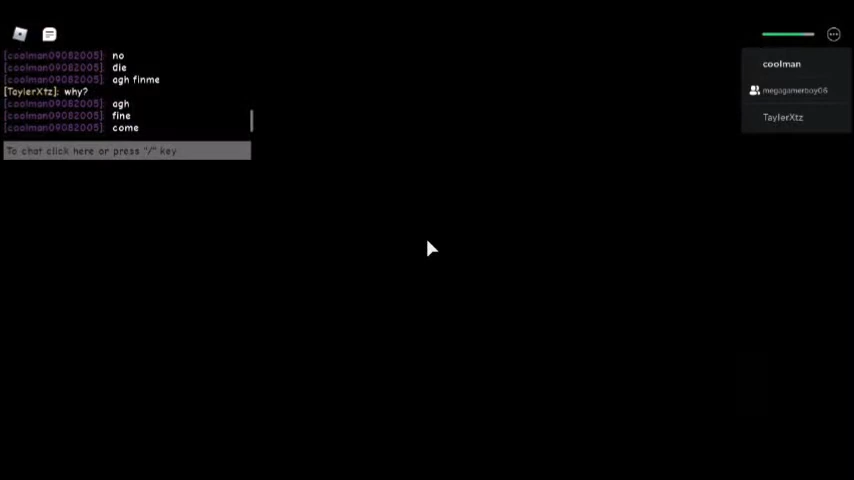 [coolman09082005]: no
[coolman09082005]: die
[coolman09082005]: agh finme
[TaylerXtz]: why?
[coolman09082005]: agh
[coolman09082005]: fine
[coolman09082005]: come
To chat click here or press "/" key
coolman
megagamerboy06
TaylerXtz